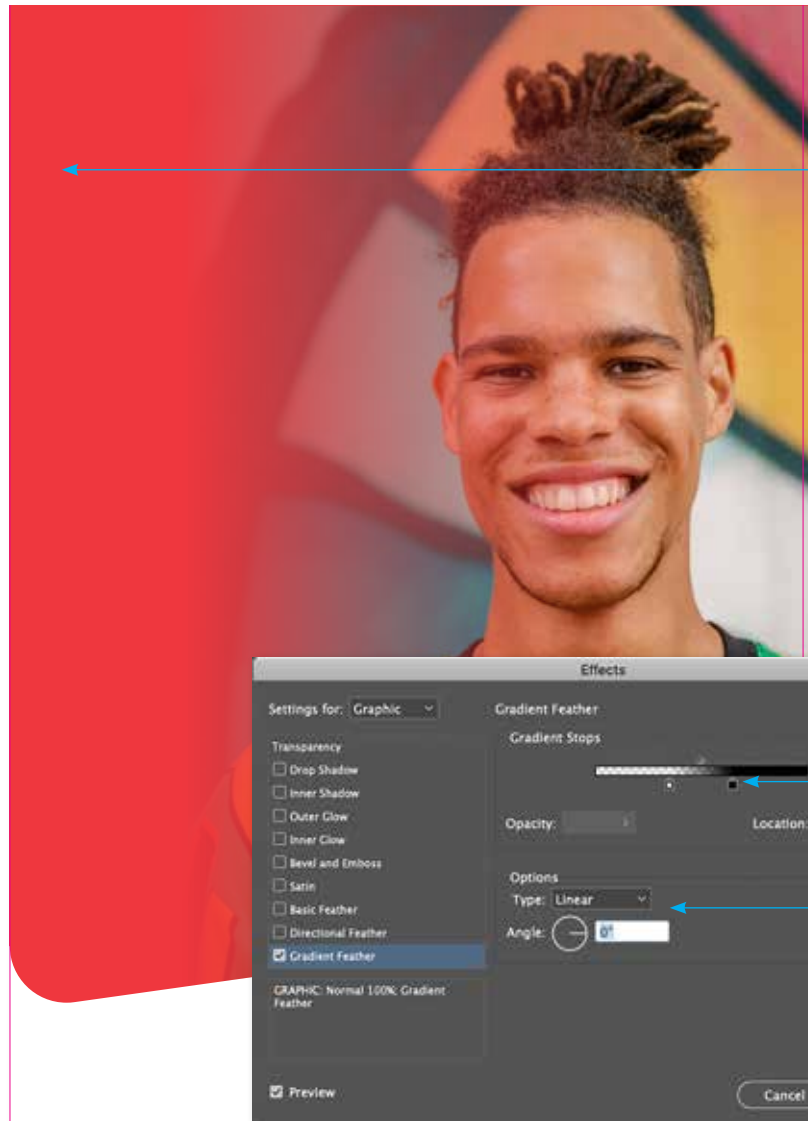 Effects
Settings for: Graphic
Transparency
Drop Shadow
Inner Shadow
Outer Glow
Inner Glow
Bevel and Emboss
Satin
Basic Feather
Directional Feather
Gradient Feather
GRAPHIC: Normal 100%; Gradient
Feather
Preview
Gradient Feather
Gradient Stops
Opacity:
Location:
Options
Type: Linear
Angle: 0°
Cancel